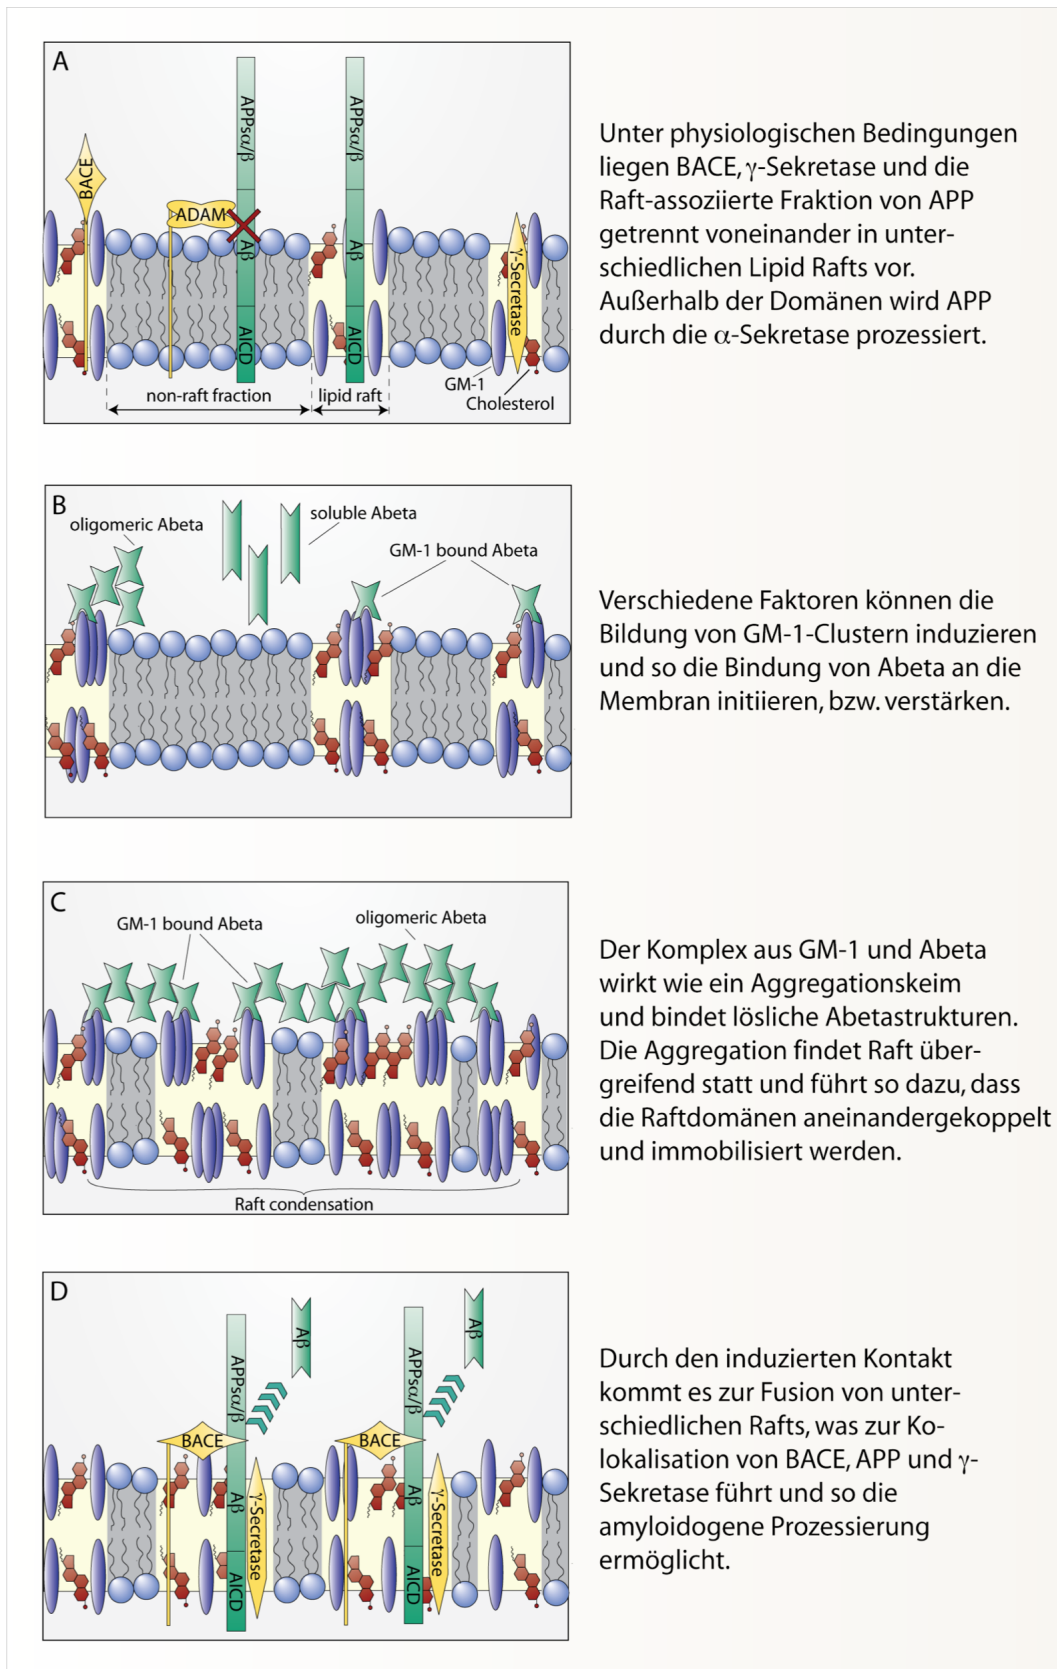 A
APPsα/β
APPsα/β
BACE
ADAM
Aβ
Aβ
γ-Secretase
AICD
AICD
GM-1
Cholesterol
non-raft fraction
lipid raft
Unter physiologischen Bedingungen
liegen BACE, γ-Sekretase und die
Raft-assoziierte Fraktion von APP
getrennt voneinander in unter-
schiedlichen Lipid Rafts vor.
Außerhalb der Domänen wird APP
durch die α-Sekretase prozessiert.
B
oligomeric Abeta
soluble Abeta
GM-1 bound Abeta
Verschiedene Faktoren können die
Bildung von GM-1-Clustern induzieren
und so die Bindung von Abeta an die
Membran initiieren, bzw. verstärken.
C
GM-1 bound Abeta
oligomeric Abeta
Raft condensation
Der Komplex aus GM-1 und Abeta
wirkt wie ein Aggregationskeim
und bindet lösliche Abetastrukturen.
Die Aggregation findet Raft über-
greifend statt und führt so dazu, dass
die Raftdomänen aneinandergekoppelt
und immobilisiert werden.
D
Aβ
Aβ
APPsα/β
APPsα/β
BACE
BACE
Aβ
γ-Secretase
Aβ
γ-Secretase
AICD
AICD
Durch den induzierten Kontakt
kommt es zur Fusion von unter-
schiedlichen Rafts, was zur Ko-
lokalisation von BACE, APP und γ-
Sekretase führt und so die
amyloidogene Prozessierung
ermöglicht.